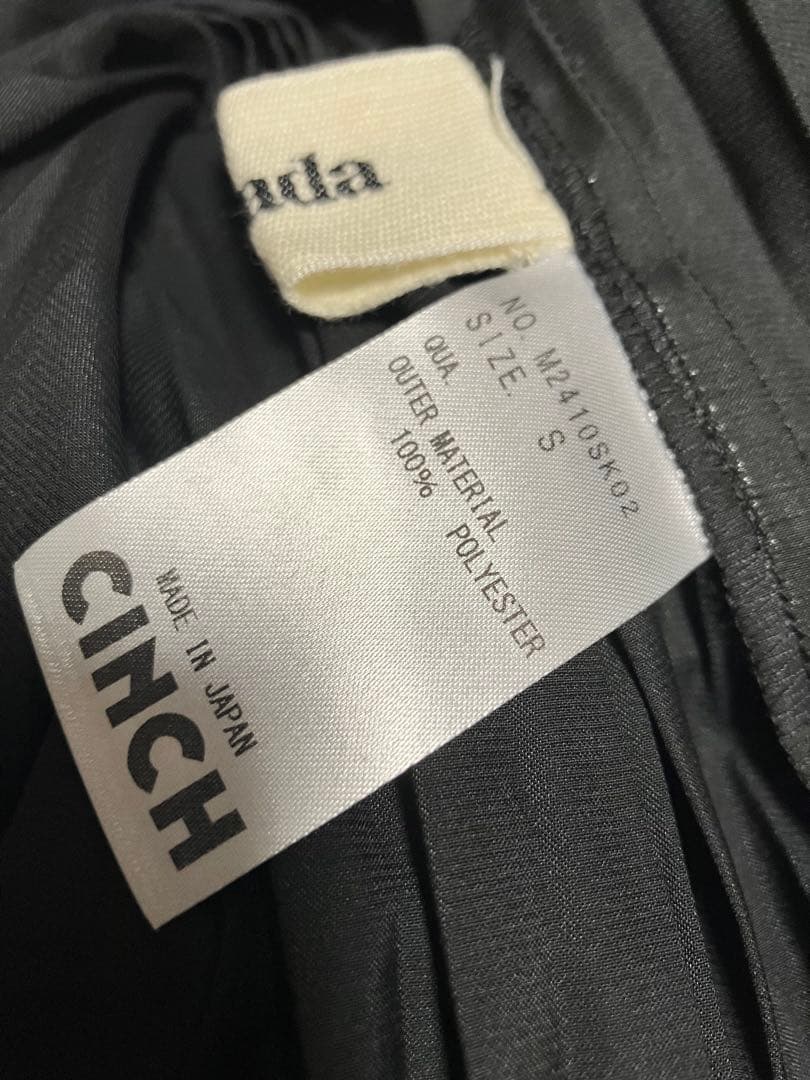 ada
NO. M2410SK02
SIZE. S
QUA.
OUTER MATERIAL
100% POLYESTER
MADE IN JAPAN
CINCH